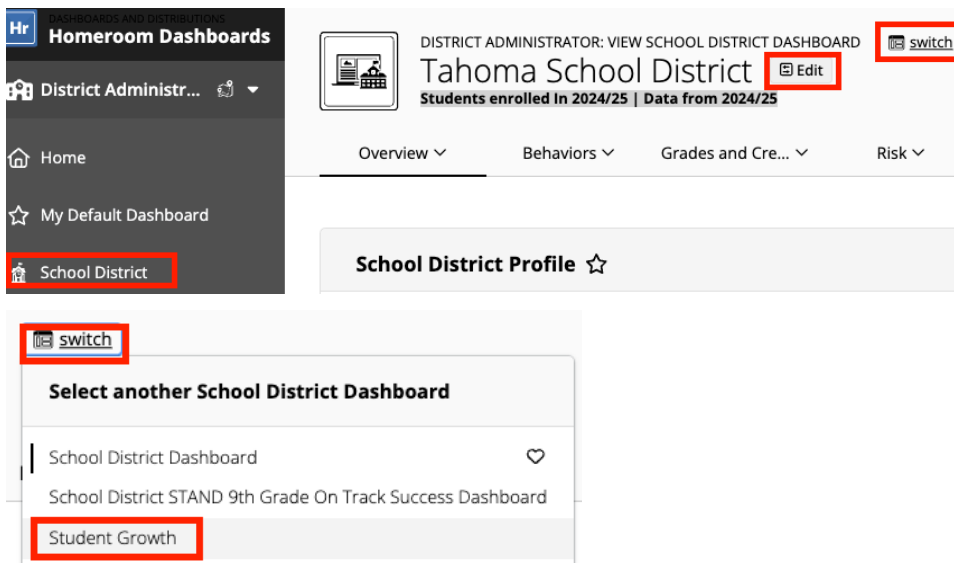 Hr
DASHBOARDS AND DISTRIBUTIONS
Homeroom Dashboards
District Administr...
Home
My Default Dashboard
School District
DISTRICT ADMINISTRATOR: VIEW SCHOOL DISTRICT DASHBOARD
switch
Tahoma School District
Edit
Students enrolled In 2024/25 | Data from 2024/25
Overview
Behaviors
Grades and Cre...
Risk
School District Profile
switch
Select another School District Dashboard
School District Dashboard
School District STAND 9th Grade On Track Success Dashboard
Student Growth